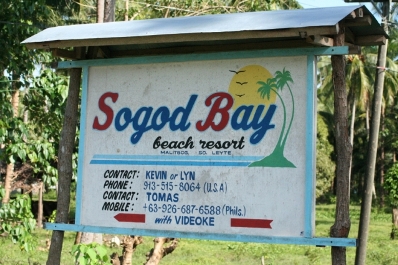 Sogod Bay
beach resort
MALITBOG, SO. LEYTE
CONTACT: KEVIN or LYN
PHONE: 913-515-8064 (U.S.A)
CONTACT: TOMAS
MOBILE: +63-926-687-6588 (Phils.)
with VIDEOKE